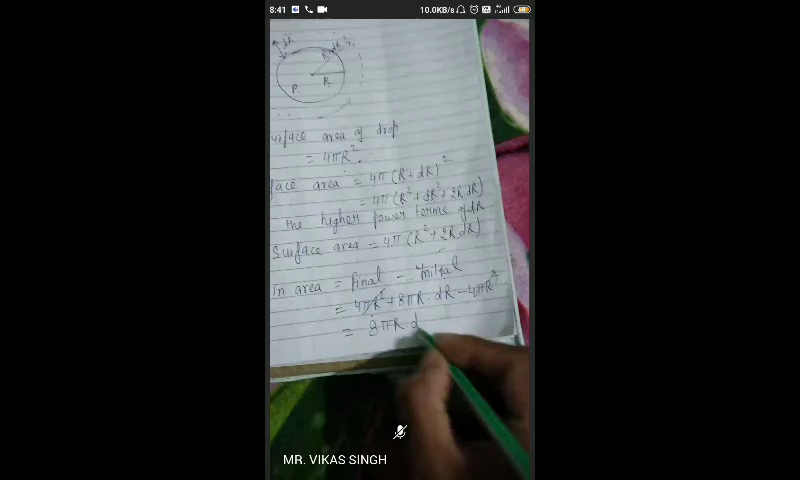 8:41
10.0KB/s
dR
R+dR
P
R
urface area of drop
= 4πR².
face area = 4π (R+dR)²
= 4π (R² + dR² + 2R dR)
The higher power terms of dR
Surface area = 4π (R² + 2R dR)
In area = final - Initial
= 4πR² + 8πR · dR - 4πR²
= 8πR · d
MR. VIKAS SINGH